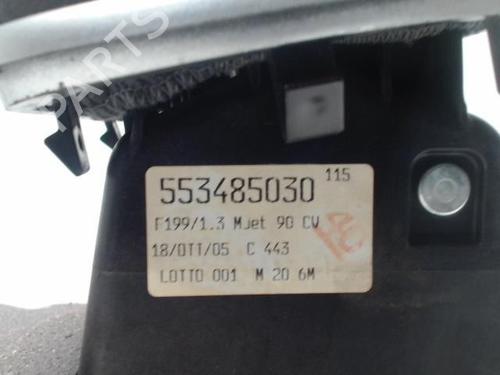 PARTS
115
553485030
F199/1.3 MJet 90 CV
18/OTT/05 C 443
LOTTO 001 M 20 6M